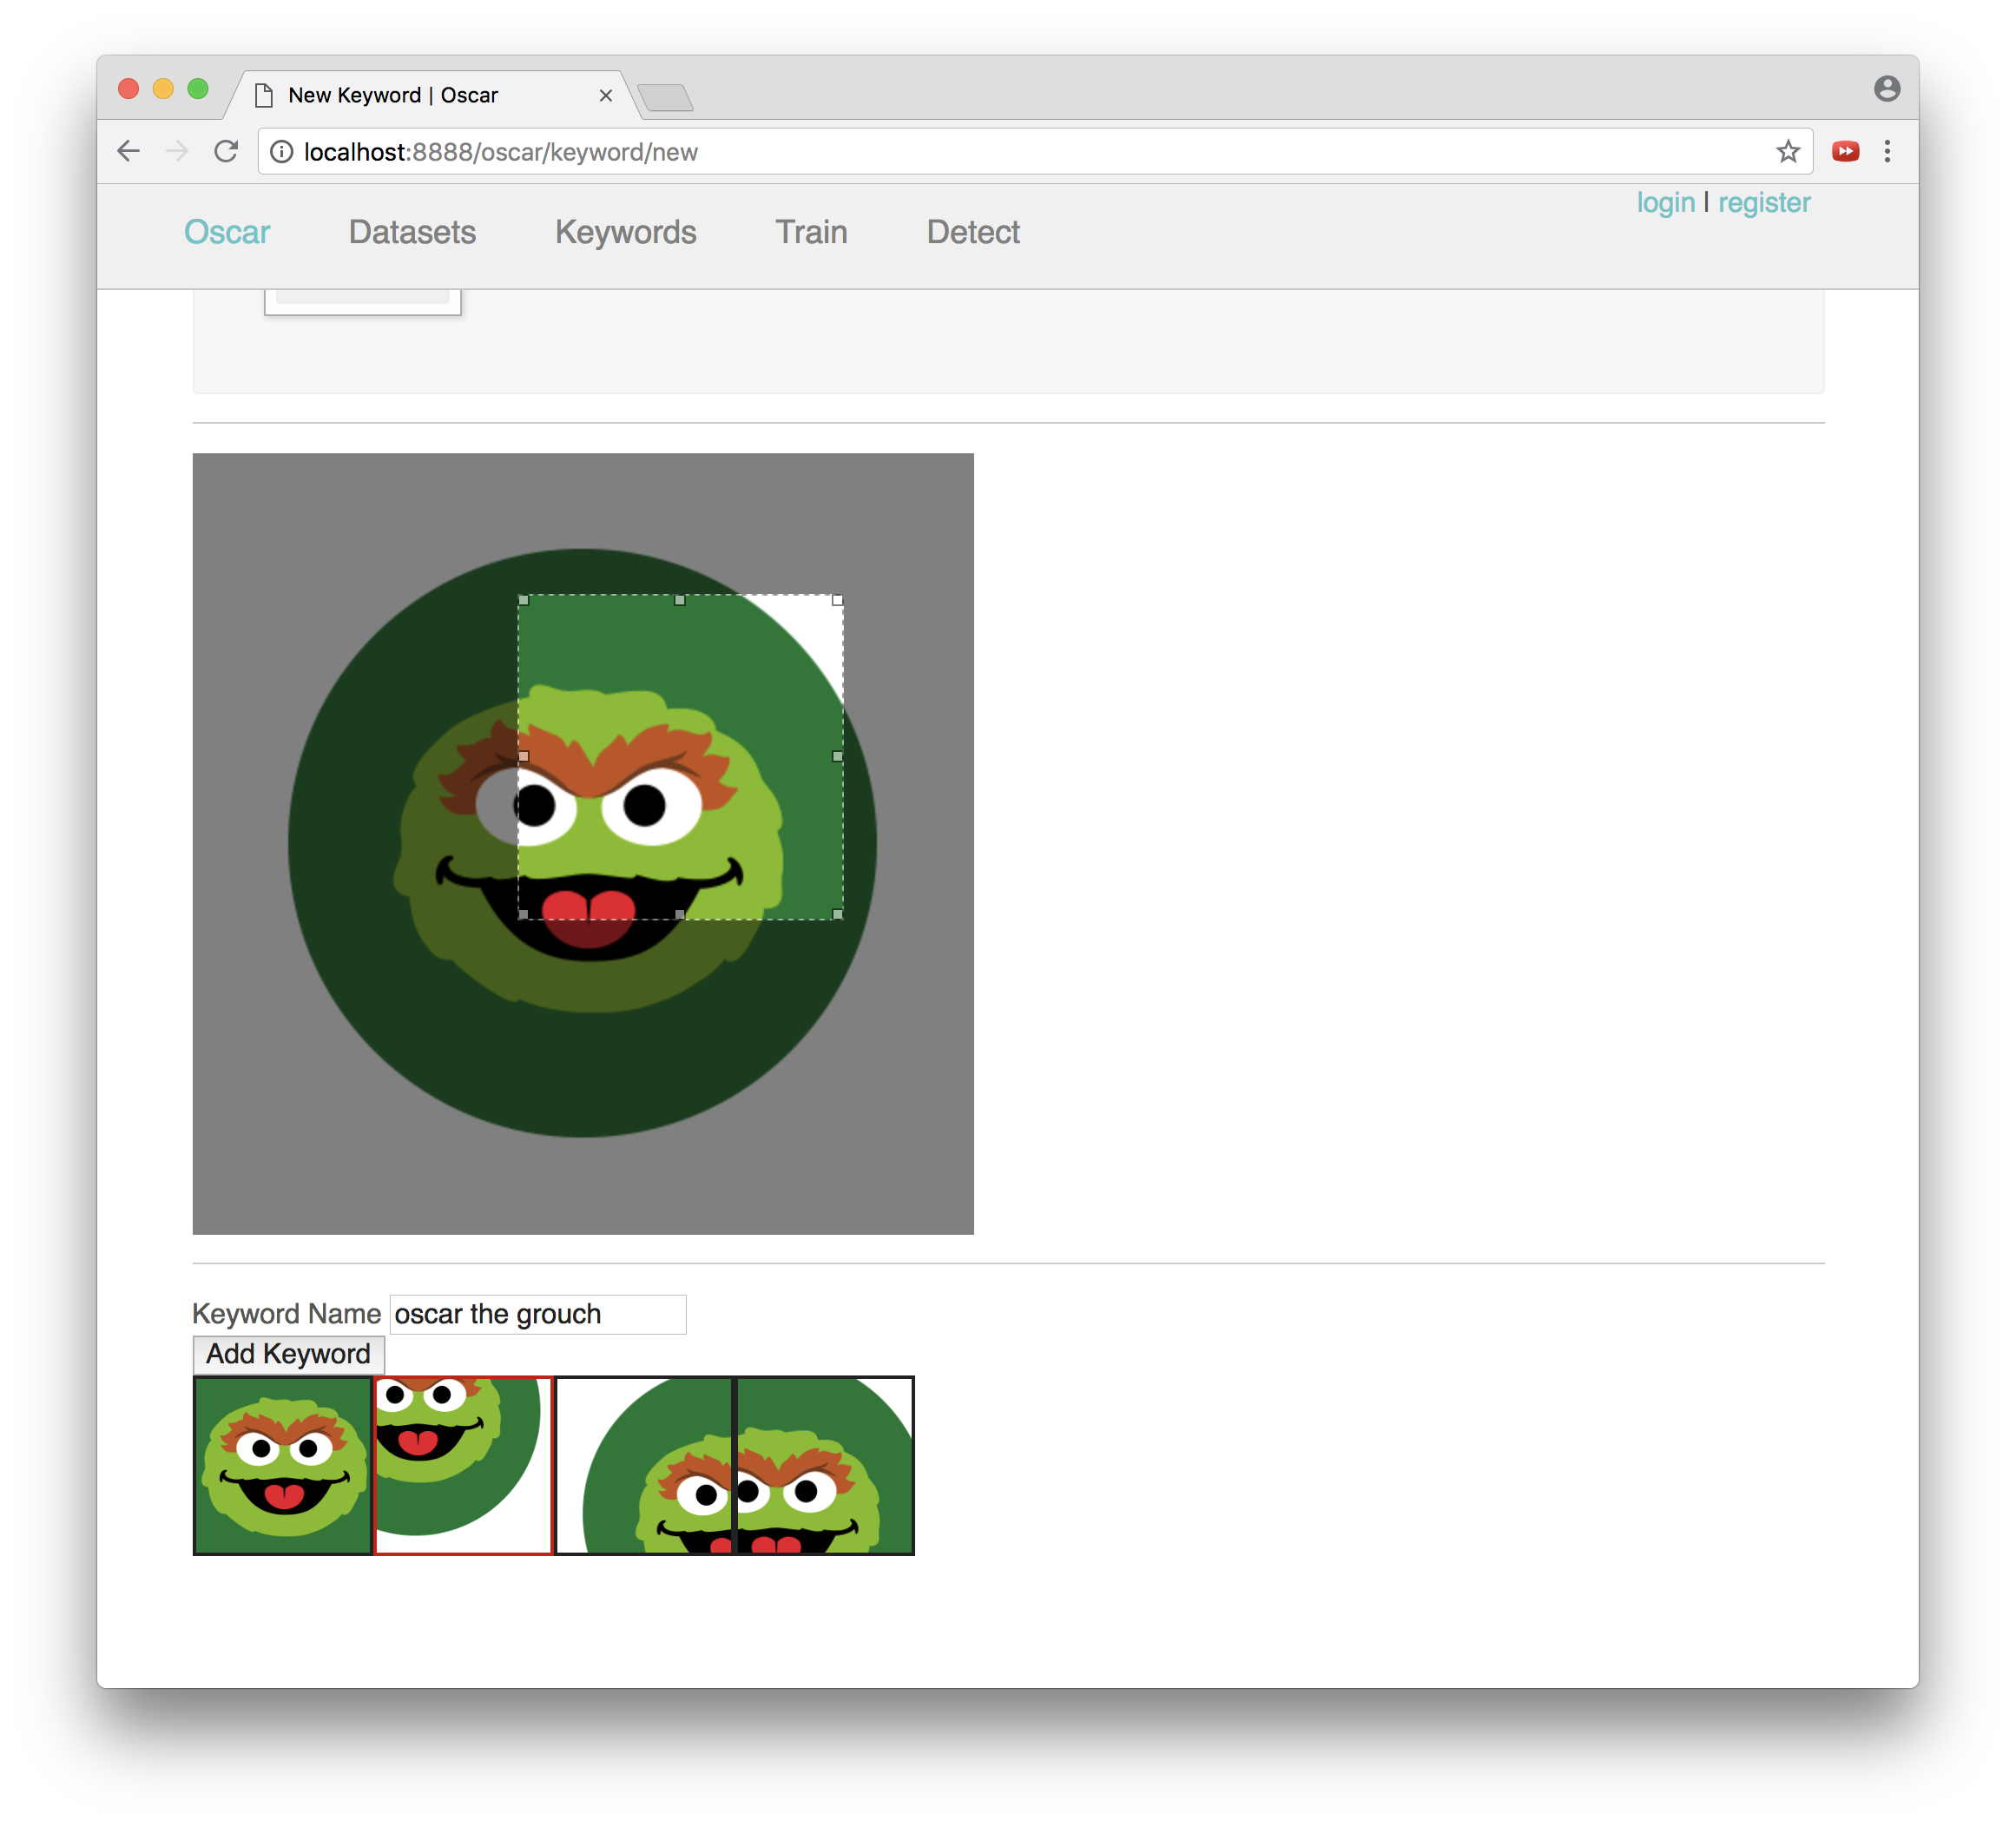 New Keyword | Oscar
localhost:8888/oscar/keyword/new
login | register
Oscar Datasets Keywords Train Detect
Keyword Name oscar the grouch
Add Keyword